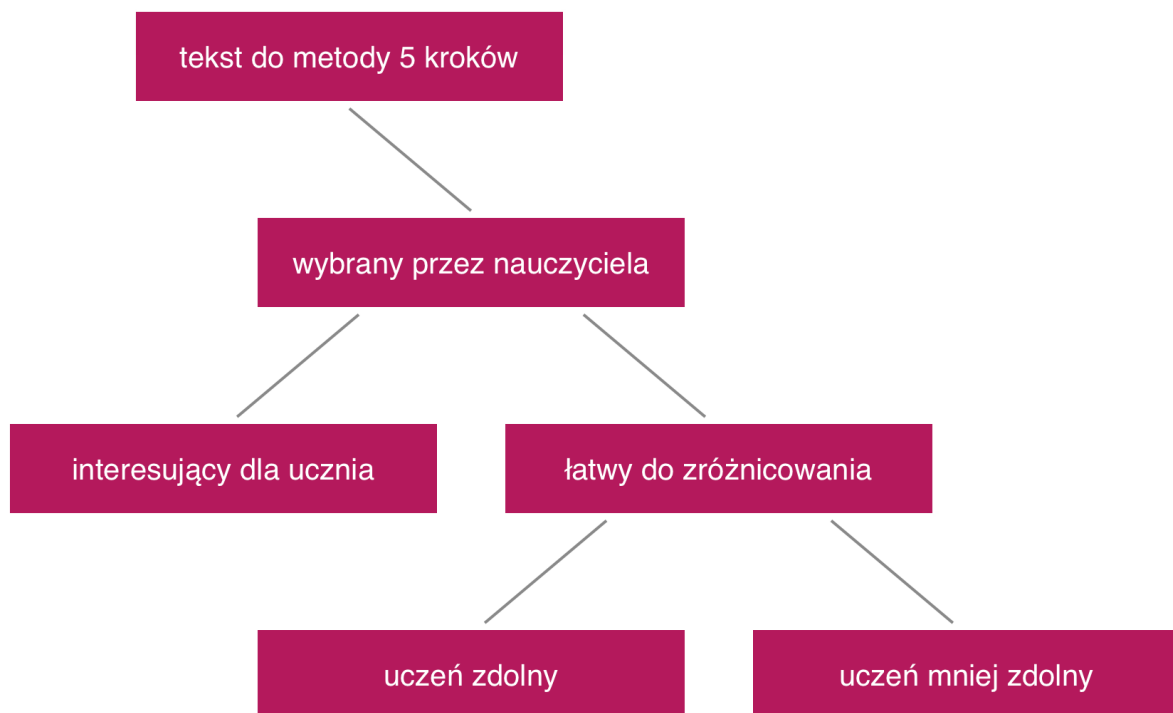 tekst do metody 5 kroków
wybrany przez nauczyciela
interesujący dla ucznia
łatwy do zróżnicowania
uczeń zdolny
uczeń mniej zdolny